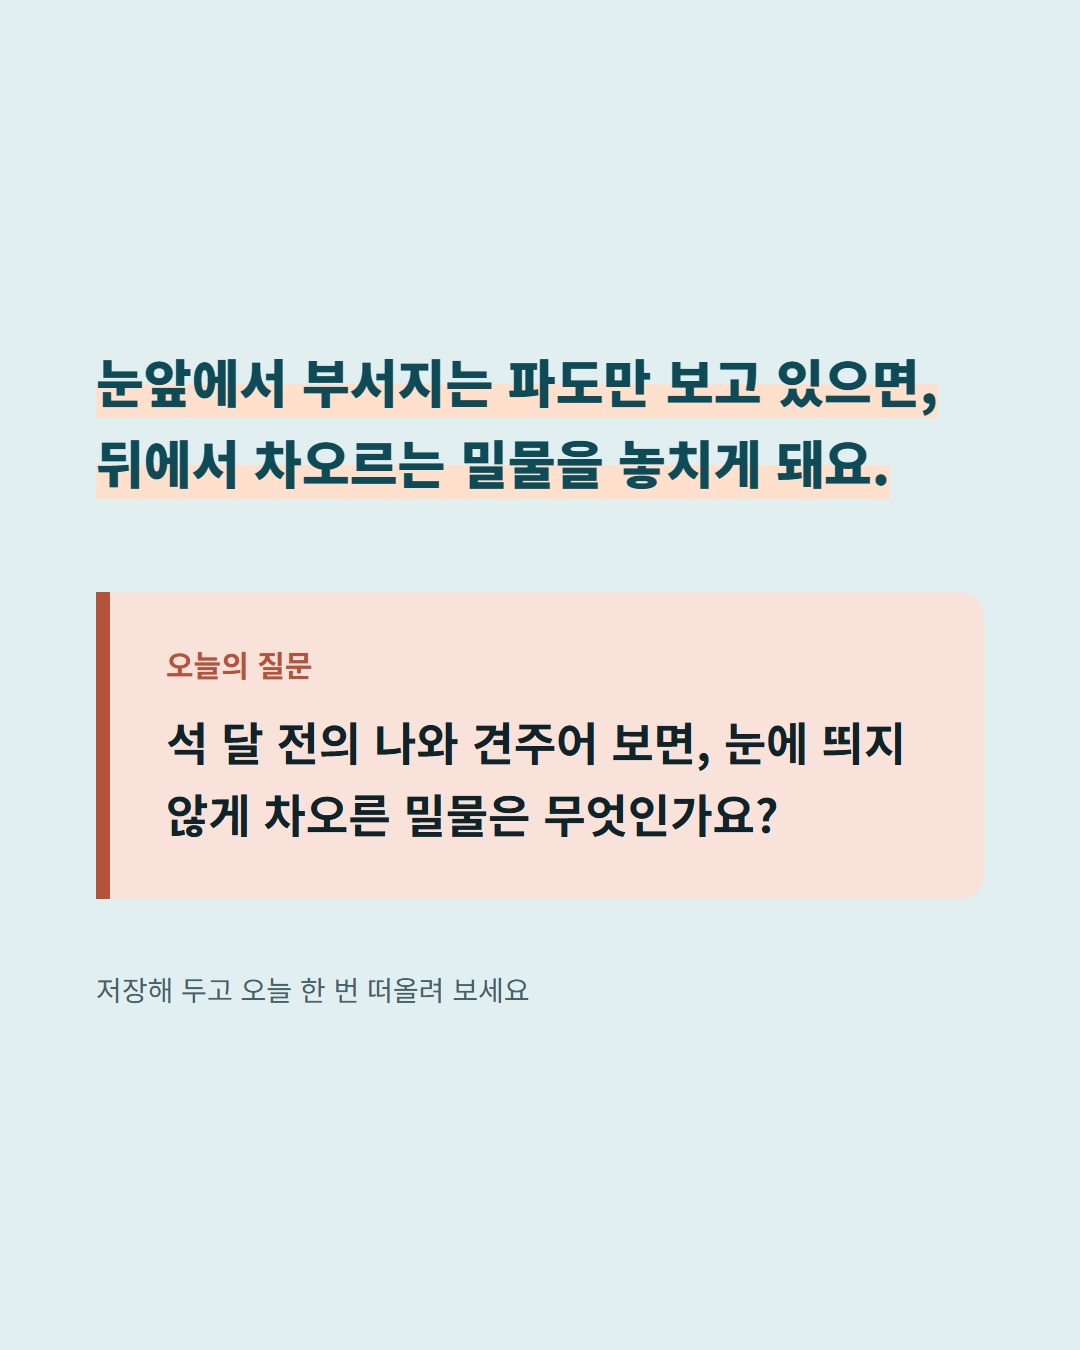 눈앞에서 부서지는 파도만 보고 있으면,
뒤에서 차오르는 밀물을 놓치게 돼요.
오늘의 질문
석 달 전의 나와 견주어 보면, 눈에 띄지
않게 차오른 밀물은 무엇인가요?
저장해 두고 오늘 한 번 떠올려 보세요